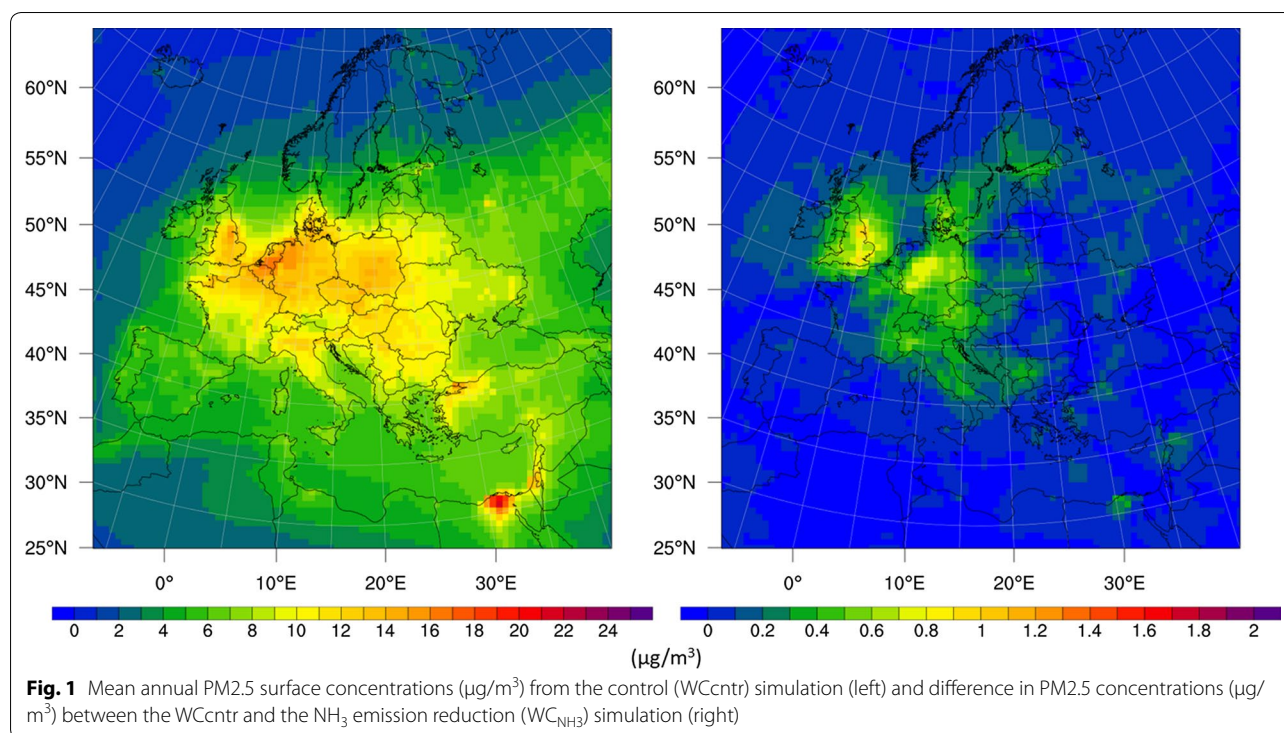 60°N
55°N
50°N
45°N
40°N
35°N
30°N
25°N
0° 10°E 20°E 30°E
0 2 4 6 8 10 12 14 16 18 20 22 24
60°N
55°N
50°N
45°N
40°N
35°N
30°N
25°N
0° 10°E 20°E 30°E
0 0.2 0.4 0.6 0.8 1 1.2 1.4 1.6 1.8 2
(µg/m³)
Fig. 1 Mean annual PM2.5 surface concentrations (µg/m³) from the control (WCcntr) simulation (left) and difference in PM2.5 concentrations (µg/
m³) between the WCcntr and the NH₃ emission reduction (WC_NH3) simulation (right)